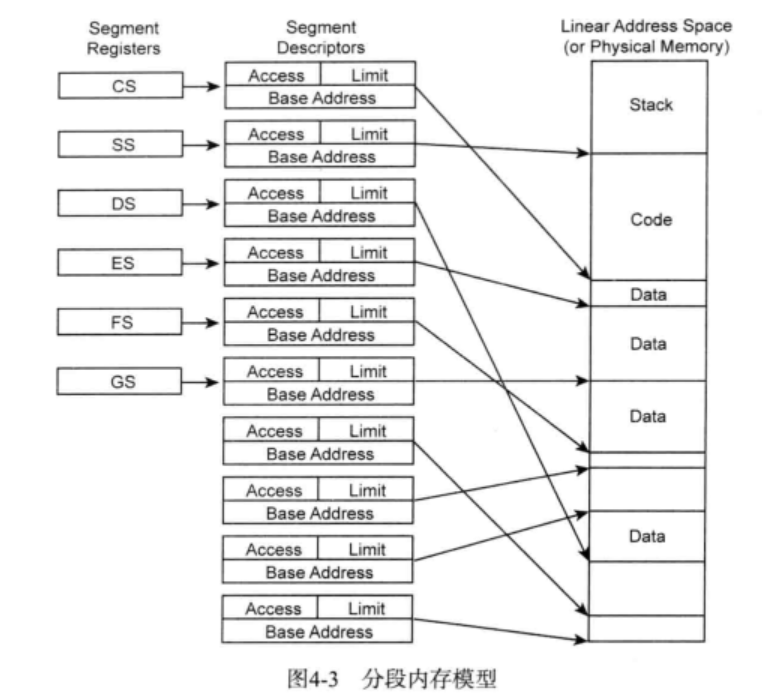 Segment
Registers
Segment
Descriptors
Linear Address Space
(or Physical Memory)
CS
Access
Limit
Base Address
Stack
SS
Access
Limit
Base Address
DS
Access
Limit
Base Address
Code
ES
Access
Limit
Base Address
Data
FS
Access
Limit
Base Address
Data
GS
Access
Limit
Base Address
Data
Access
Limit
Base Address
Access
Limit
Base Address
Data
Access
Limit
Base Address
Access
Limit
Base Address
图4-3 分段内存模型